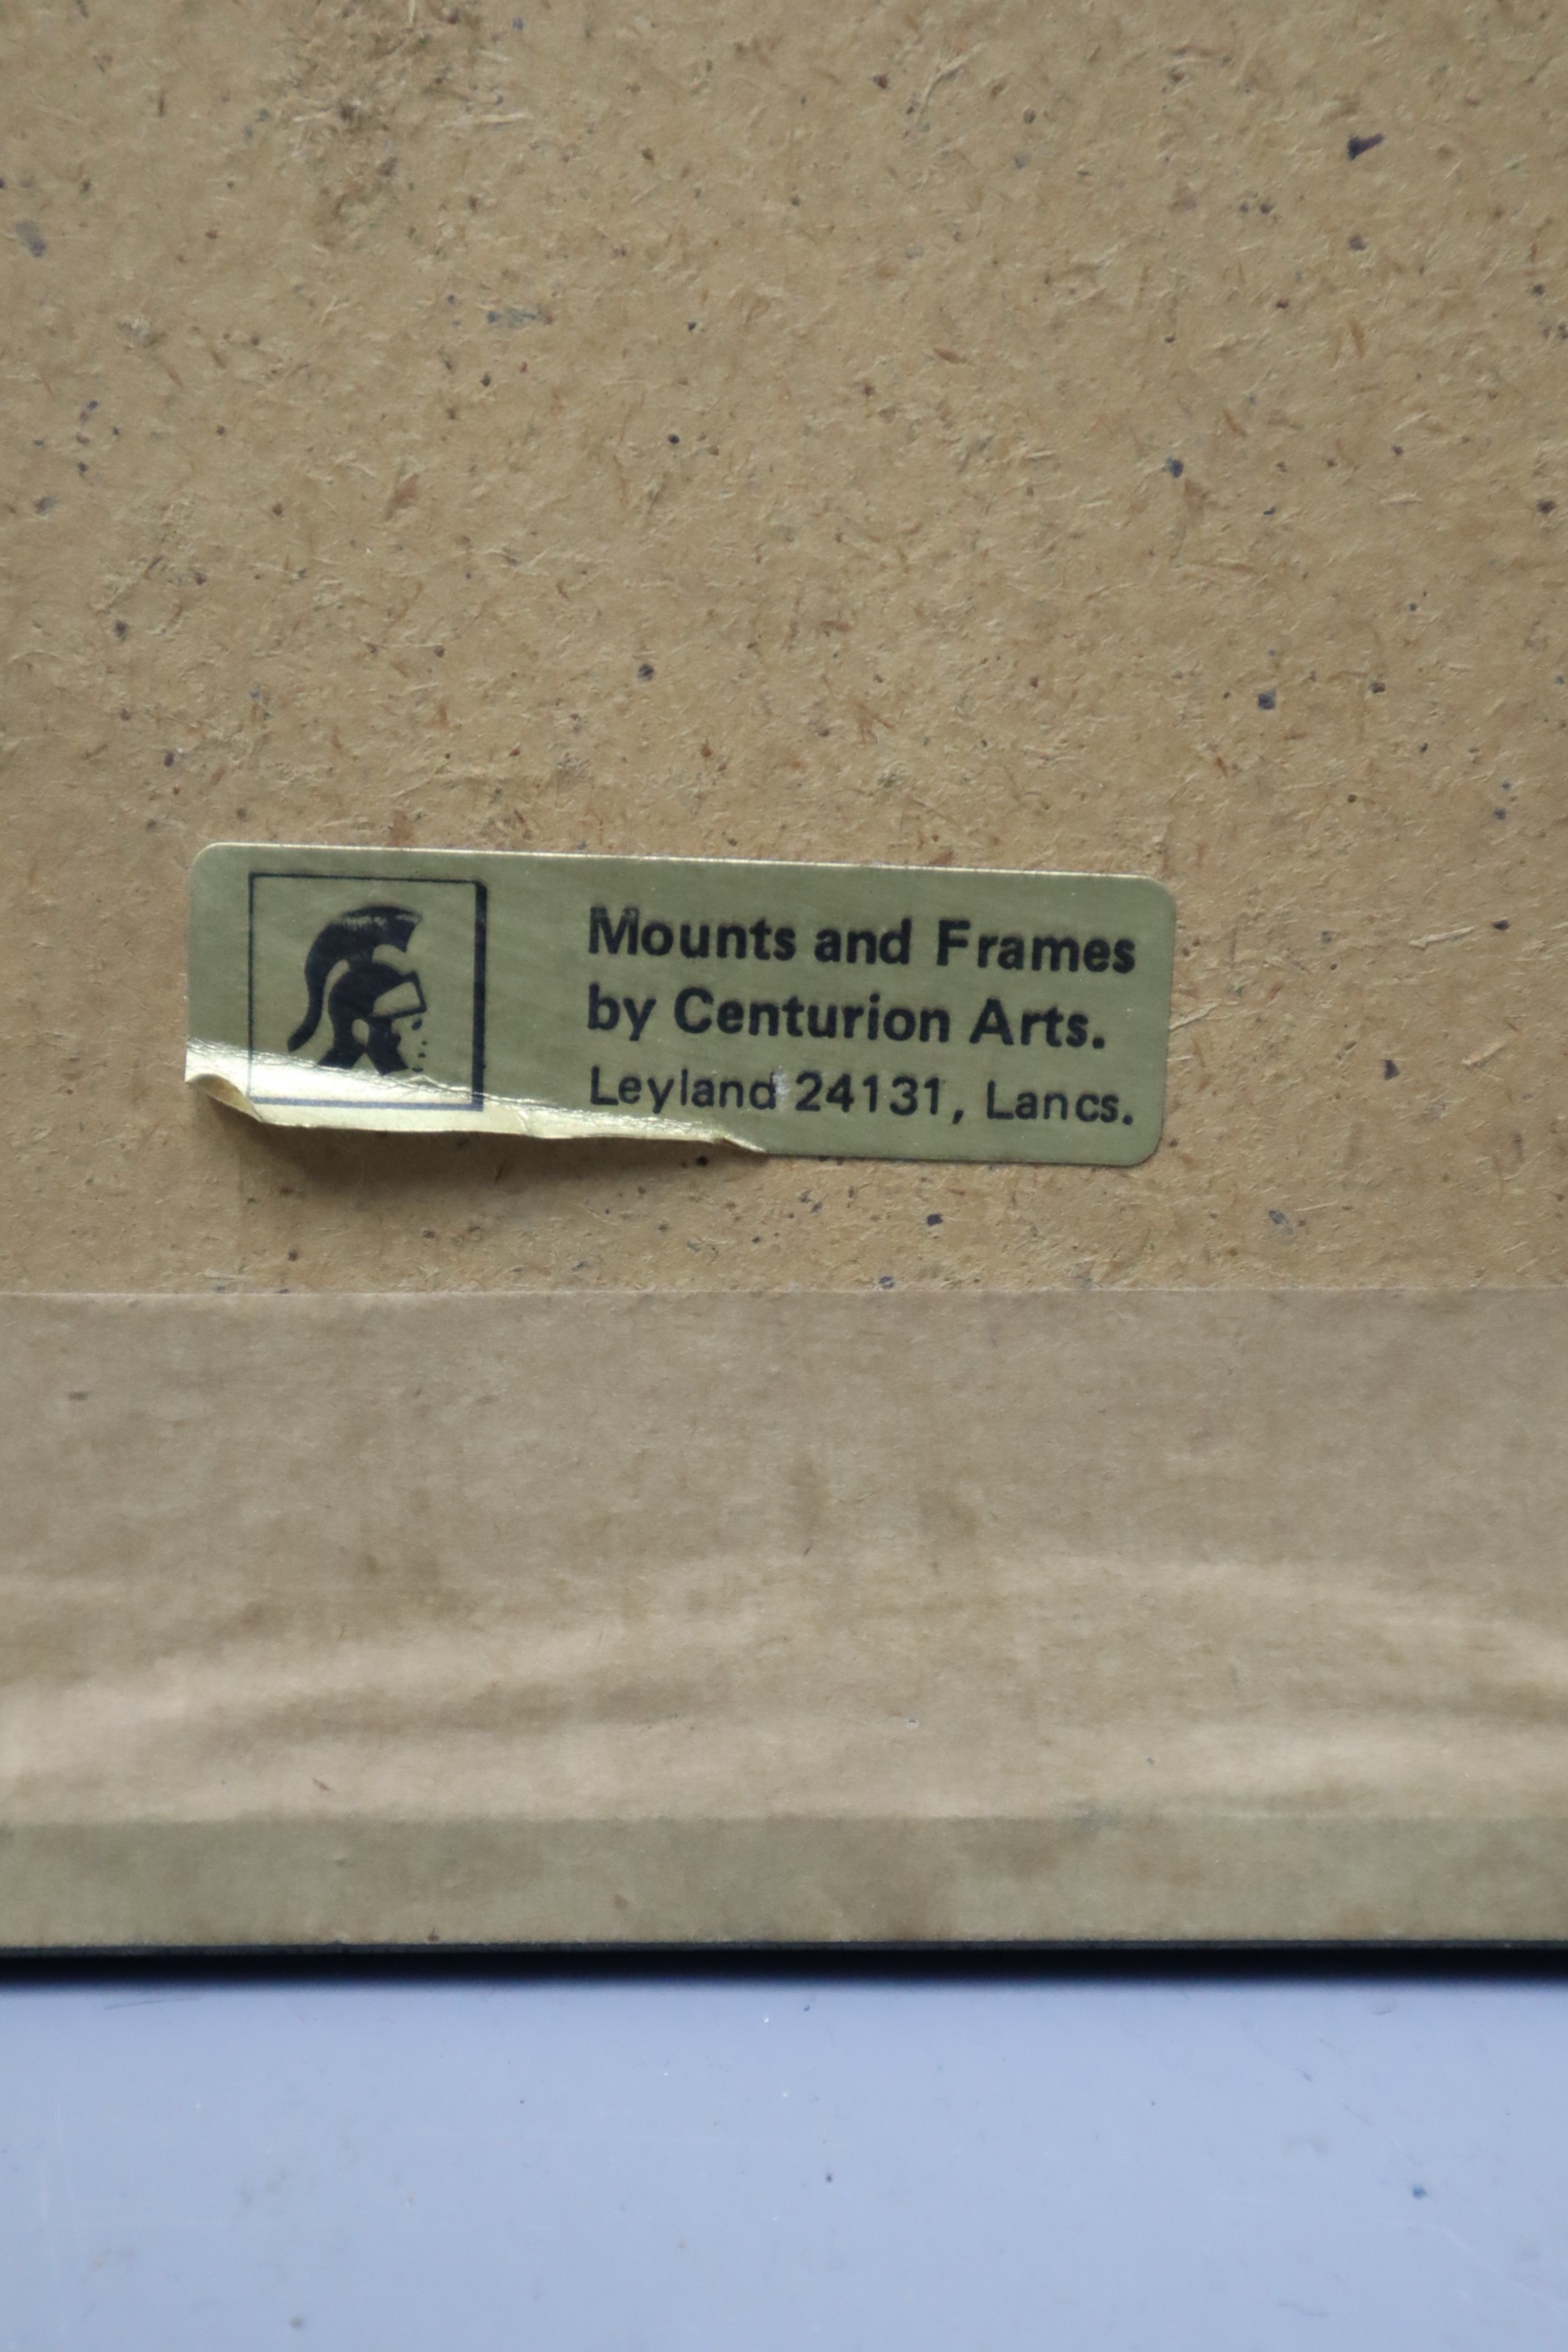 Mounts and Frames
by Centurion Arts.
Leyland 24131, Lancs.